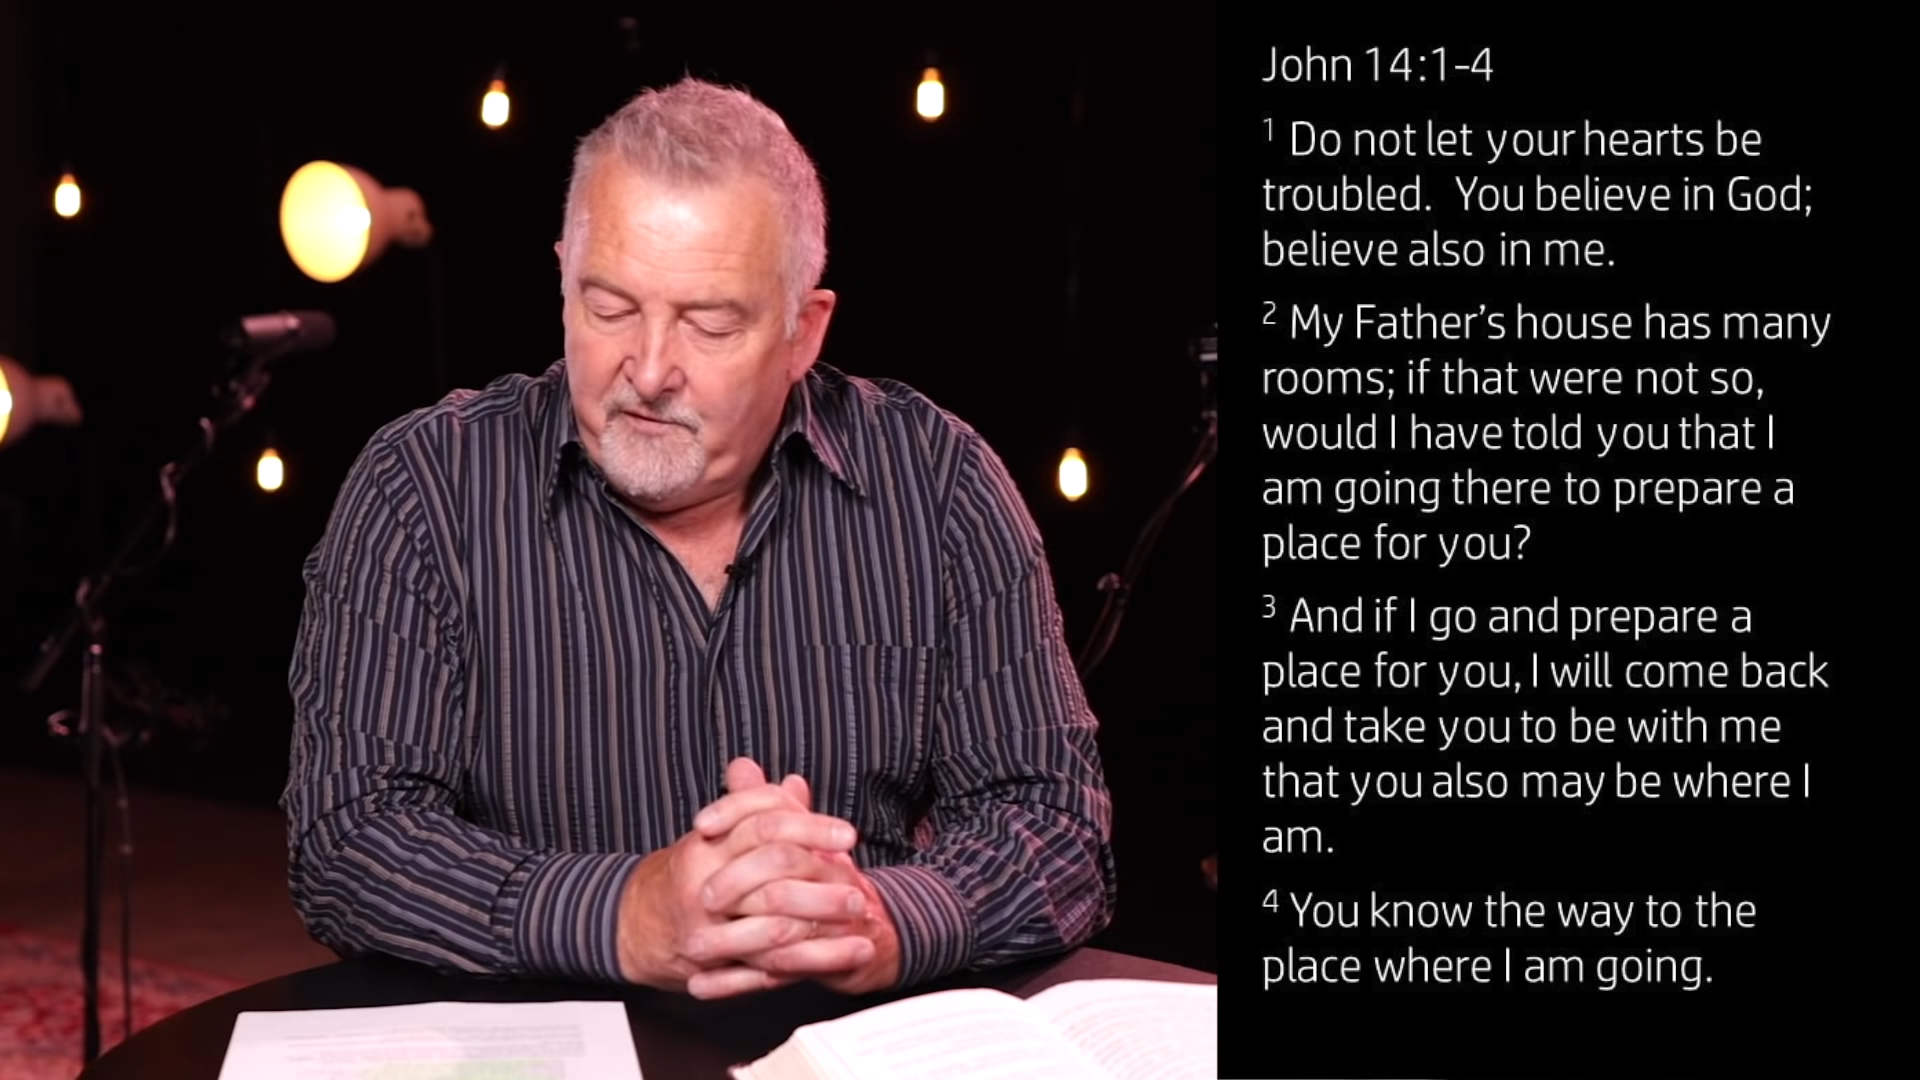 John 14:1-4
1 Do not let your hearts be
troubled.  You believe in God;
believe also in me.
2 My Father’s house has many
rooms; if that were not so,
would I have told you that I
am going there to prepare a
place for you?
3 And if I go and prepare a
place for you, I will come back
and take you to be with me
that you also may be where I
am.
4 You know the way to the
place where I am going.